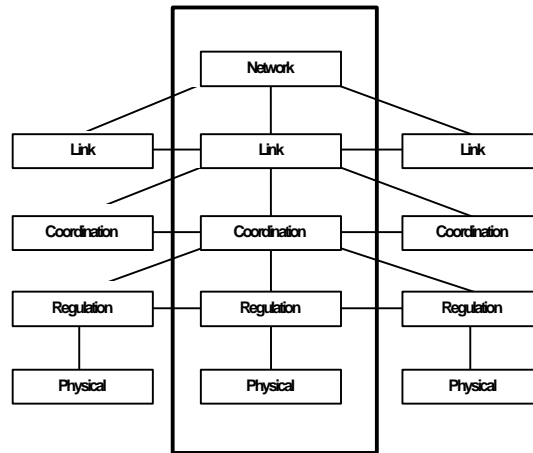 Network
Link
Link
Link
Coordination
Coordination
Coordination
Regulation
Regulation
Regulation
Physical
Physical
Physical